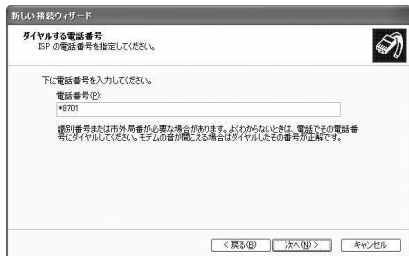 新しい接続ウィザード
ダイヤルする電話番号
ISP の電話番号を指定してください。
下に電話番号を入力してください。
電話番号(P):
*8701
識別番号または市外局番が必要な場合があります。よくわからないときは、電話でその電話番
号にダイヤルしてください。モデムの音が聞こえる場合はダイヤルしたその番号が正解です。
< 戻る(B)
次へ(N) >
キャンセル